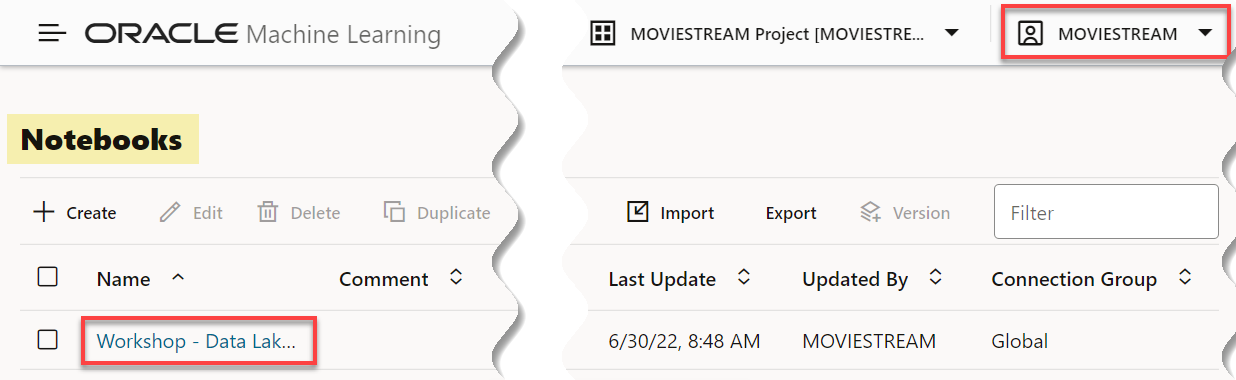 ORACLE Machine Learning MOVIESTREAM Project [MOVIESTRE... MOVIESTREAM
Notebooks
Create Edit Delete Duplicate Import Export Version Filter
Name Comment Last Update Updated By Connection Group
Workshop - Data Lak... 6/30/22, 8:48 AM MOVIESTREAM Global